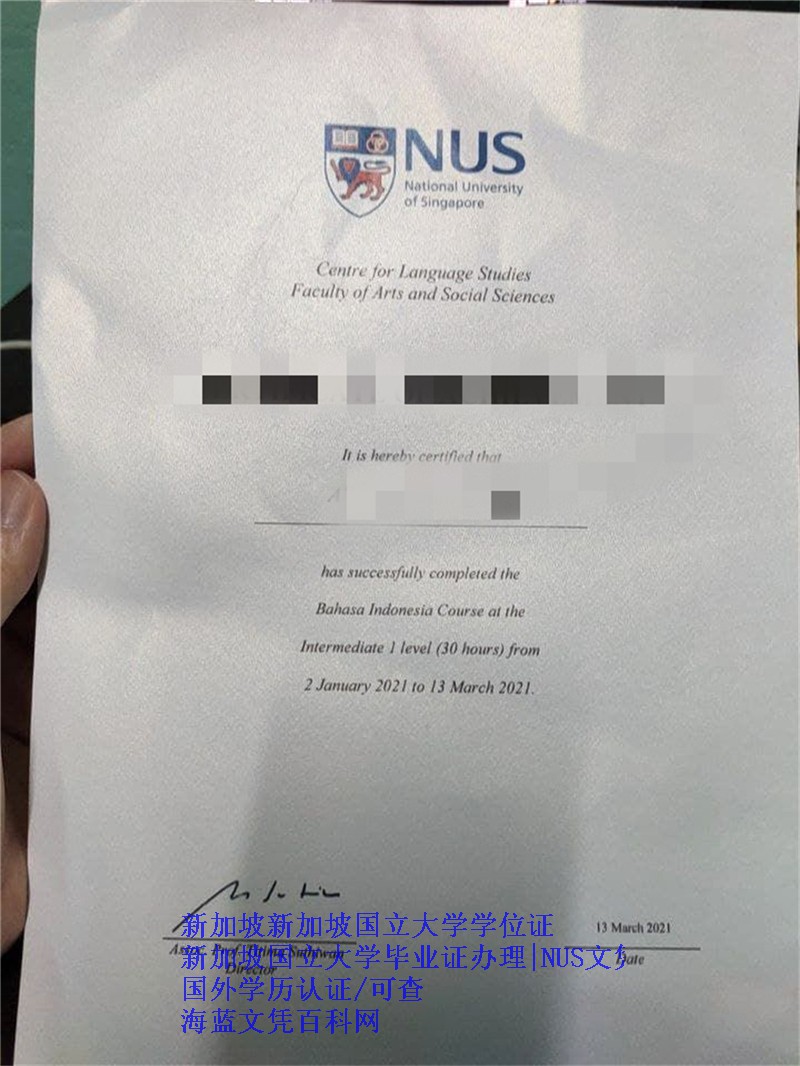 NUS
National University
of Singapore
Centre for Language Studies
Faculty of Arts and Social Sciences
It is hereby certified that
has successfully completed the
Bahasa Indonesia Course at the
Intermediate 1 level (30 hours) from
2 January 2021 to 13 March 2021.
13 March 2021
新加坡新加坡国立大学学位证
Assoc Prof Titima Suthiwan
Date
新加坡国立大学毕业证办理|NUS文
Director
国外学历认证/可查
海蓝文凭百科网